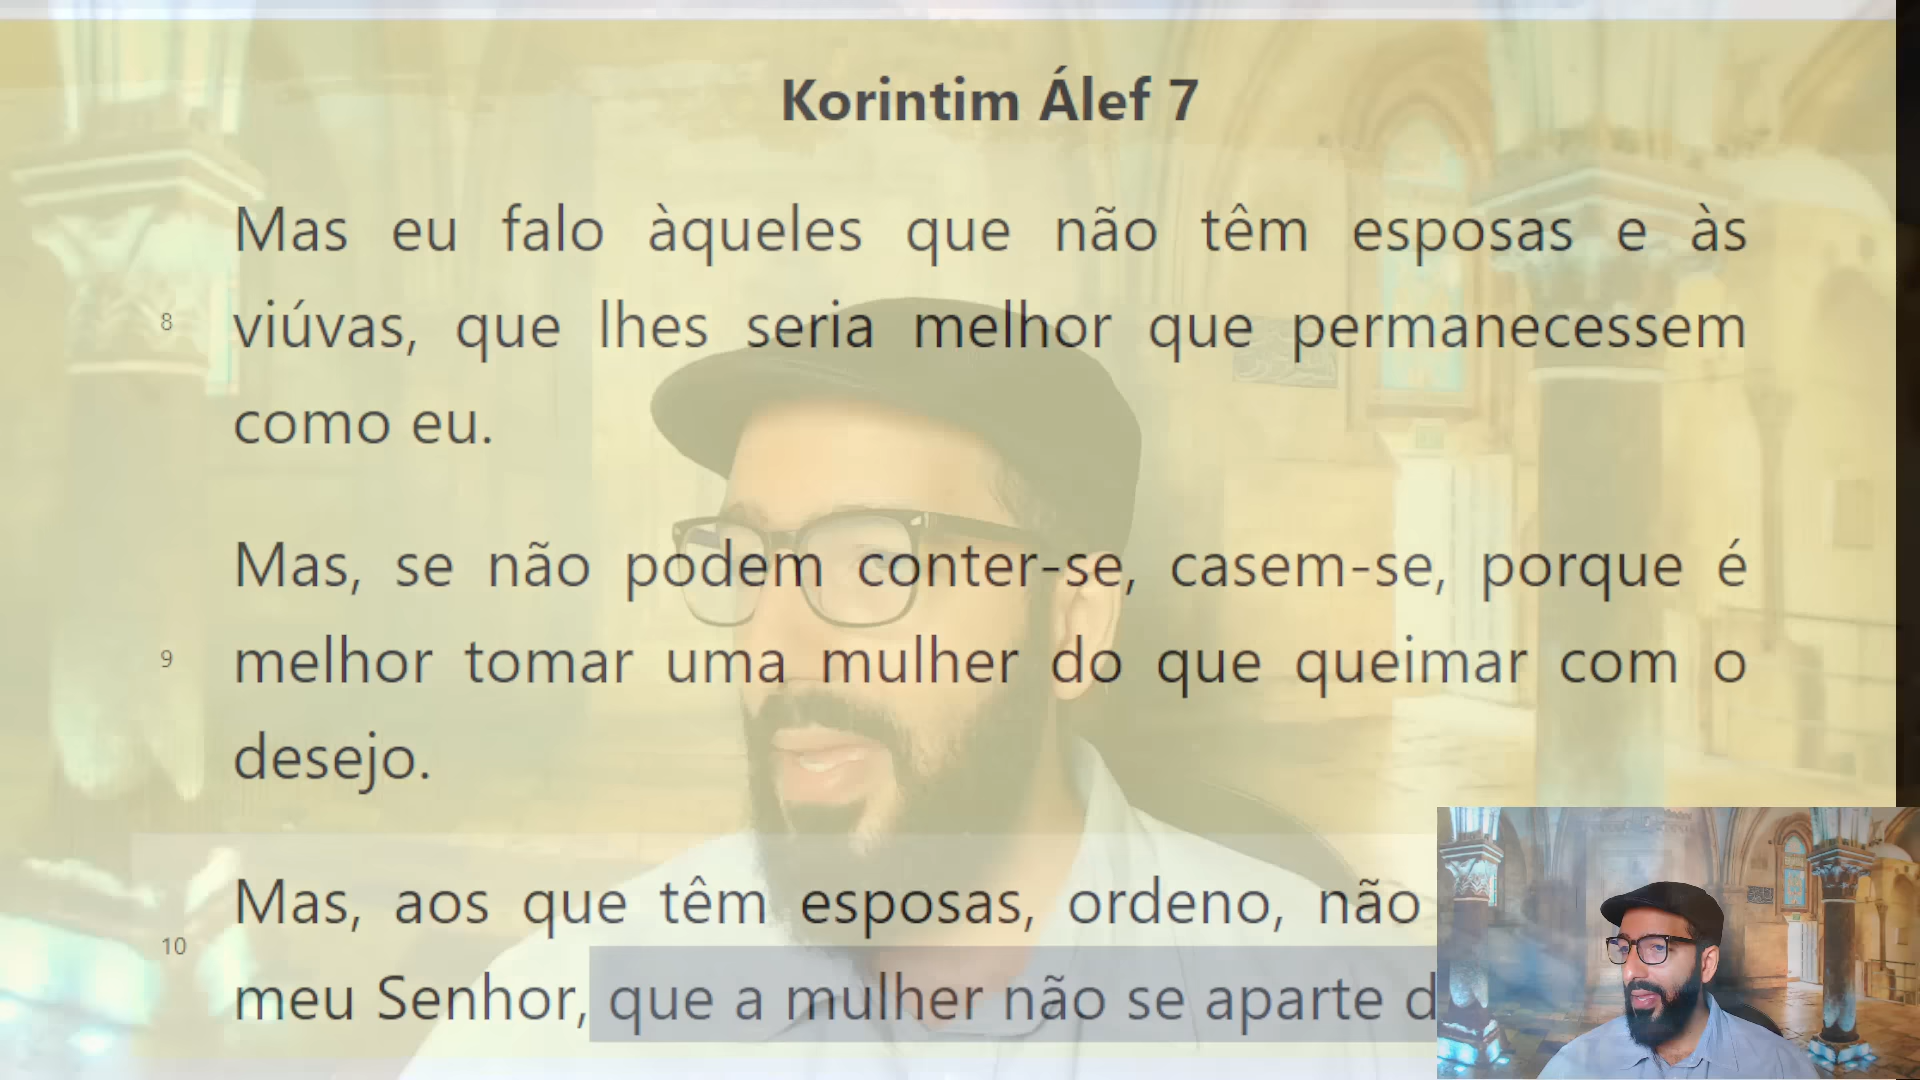 Korintim Álef 7
Mas eu falo àqueles que não têm esposas e às
8 viúvas, que lhes seria melhor que permanecessem
como eu.
Mas, se não podem conter-se, casem-se, porque é
9 melhor tomar uma mulher do que queimar com o
desejo.
Mas, aos que têm esposas, ordeno, não
10
meu Senhor, que a mulher não se aparte d